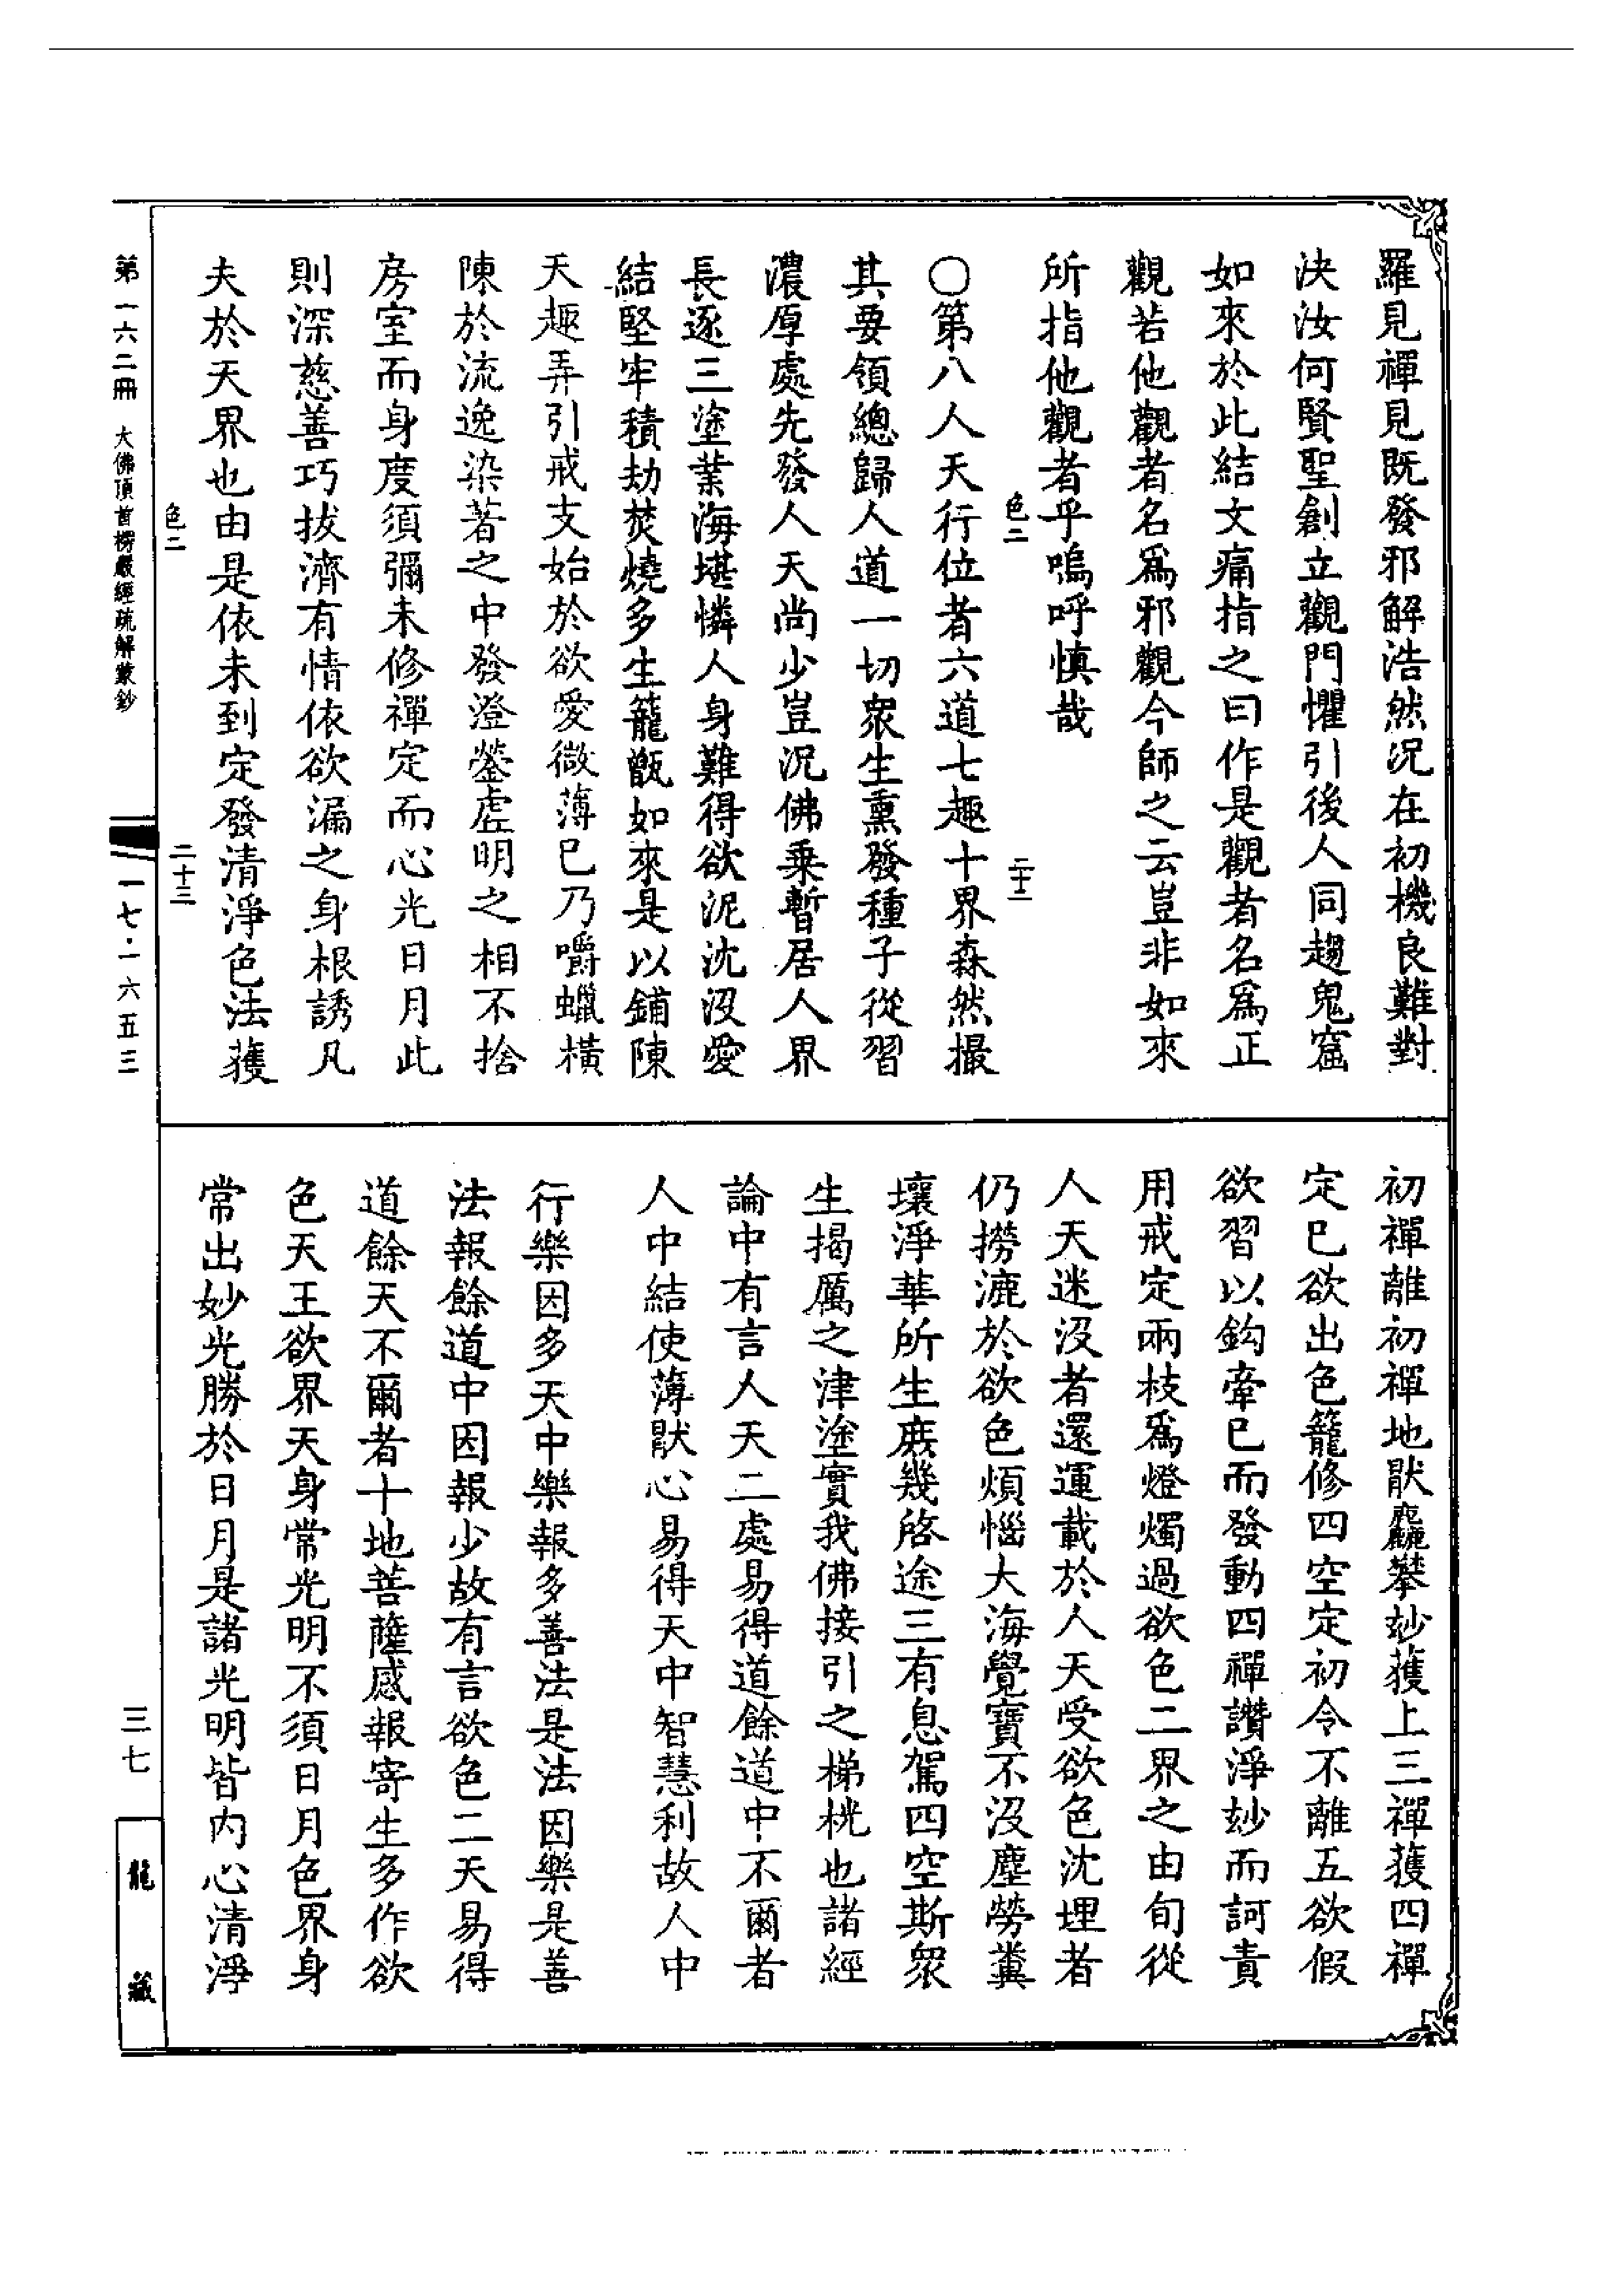 羅見禪見既發邪解浩然況在初機良難對
決汝何賢聖創立觀門懼引後人同趨鬼窟
如來於此結文痛指之曰作是觀者名爲正
觀若他觀者名爲邪觀今師之云豈非如來
所指他觀者乎嗚呼慎哉
色二
二十二
○第八人天行位者六道七趣十界森然撮
其要領總歸人道一切衆生熏發種子從習
濃厚處先發人天尚少豈況佛乗暫居人界
長逐三塗業海堪憐人身難得欲泥沈沒愛
結堅牢積劫焚燒多生籠甑如來是以鋪陳
天趣弄引戒支始於欲愛微薄巳乃嚼蠟橫
陳於流逸染著之中發澄瑩虛明之相不捨
房室而身度須彌未修禪定而心光日月此
則深慈善巧拔濟有情依欲漏之身根誘凡
夫於天界也由是依未到定發清淨色法獲
色二
二十三
初禪離初禪地猒麤攀妙獲上三禪獲四禪
定巳欲出色籠修四空定初令不離五欲假
欲習以鈎牽巳而發動四禪讚淨妙而訶責
用戒定兩枝爲燈燭過欲色二界之由旬從
人天迷沒者還運載於人天受欲色沈埋者
仍撈漉於欲色煩惱大海覺寶不沒塵勞糞
壤淨華所生庶幾啓途三有息駕四空斯衆
生揭厲之津塗實我佛接引之梯桄也諸經
論中有言人天二處易得道餘道中不爾者
人中結使薄猒心易得天中智慧利故人中
行樂因多天中樂報多善法是法因樂是善
法報餘道中因報少故有言欲色二天易得
道餘天不爾者十地菩薩感報寄生多作欲
色天王欲界天身常光明不須日月色界身
常出妙光勝於日月是諸光明皆內心清淨
第一六二冊 大佛頂首楞嚴經疏解蒙鈔
一七·一六五三
三七
龍藏